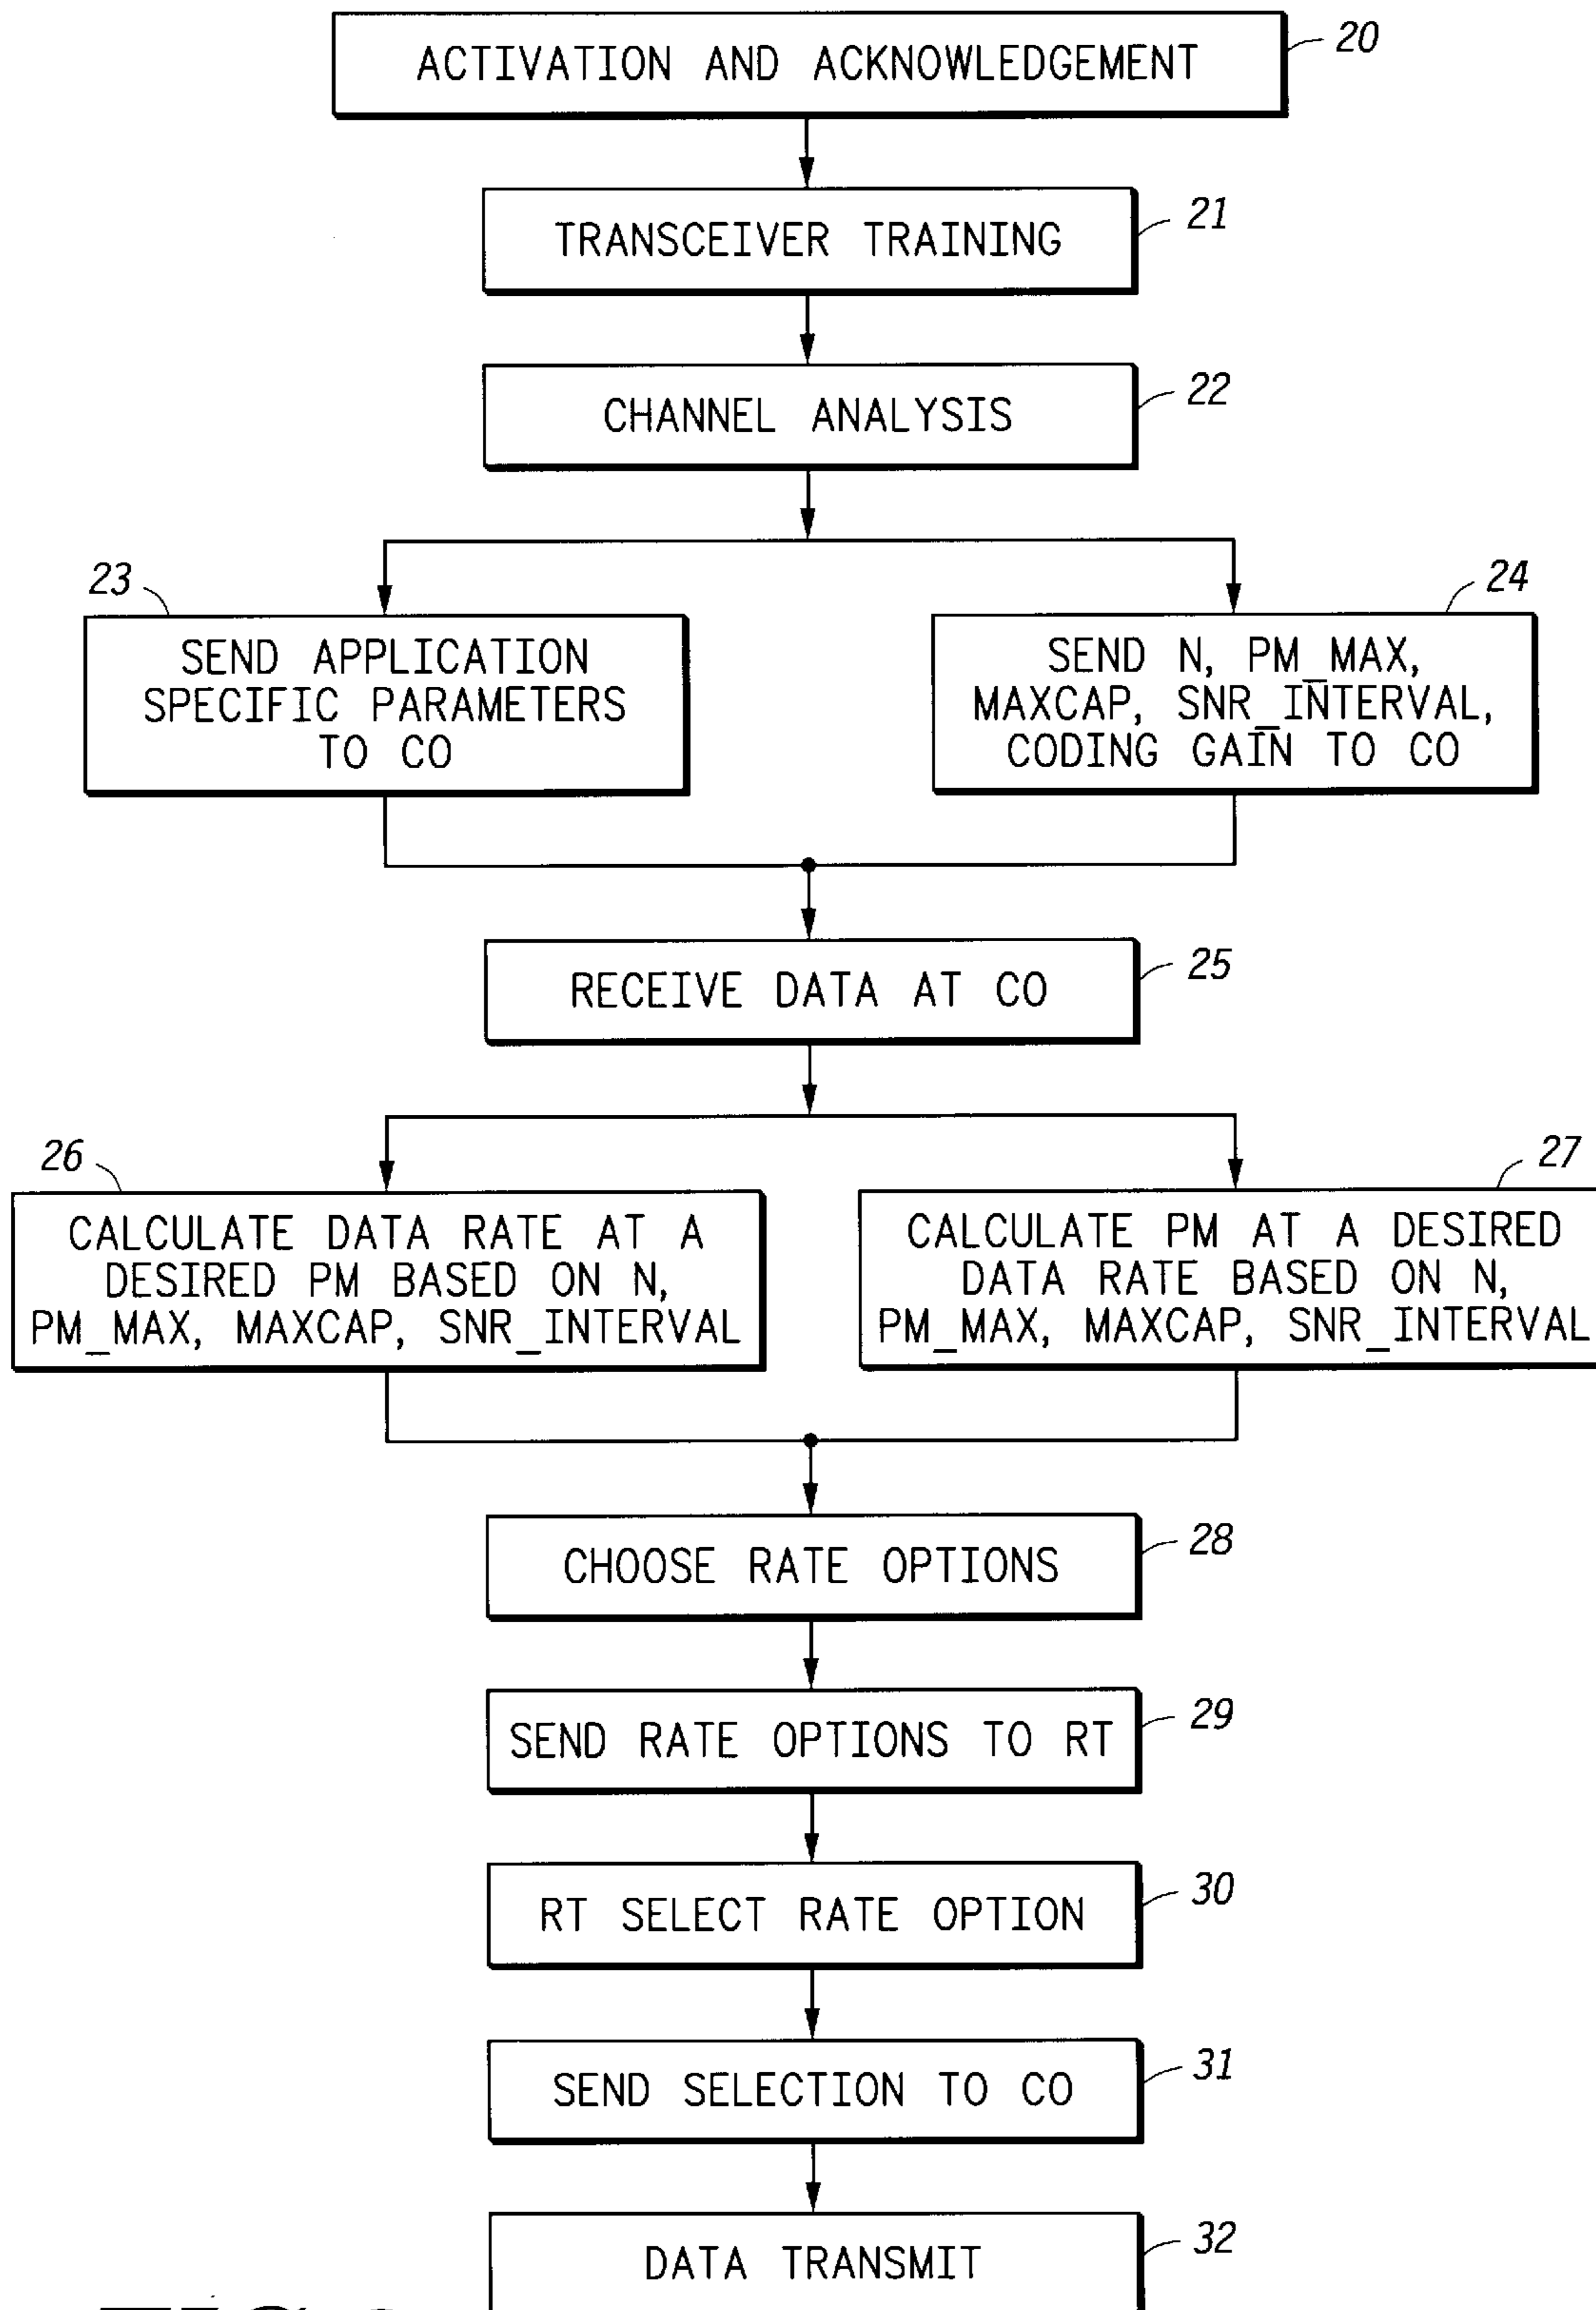 ACTIVATION AND ACKNOWLEDGEMENT
20
TRANSCEIVER TRAINING
21
CHANNEL ANALYSIS
22
23
SEND APPLICATION
SPECIFIC PARAMETERS
TO CO
24
SEND N, PM_MAX,
MAXCAP, SNR_INTERVAL,
CODING GAIN TO CO
RECEIVE DATA AT CO
25
26
CALCULATE DATA RATE AT A
DESIRED PM BASED ON N,
PM_MAX, MAXCAP, SNR_INTERVAL
27
CALCULATE PM AT A DESIRED
DATA RATE BASED ON N,
PM_MAX, MAXCAP, SNR_INTERVAL
CHOOSE RATE OPTIONS
28
SEND RATE OPTIONS TO RT
29
RT SELECT RATE OPTION
30
SEND SELECTION TO CO
31
DATA TRANSMIT
32